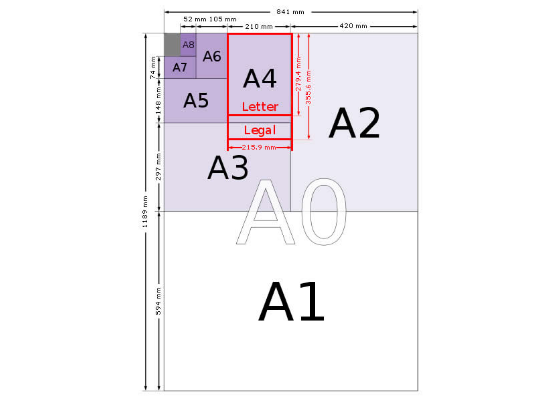 841 mm
52 mm 105 mm
210 mm
420 mm
A8
A7
A6
A5
A4
Letter
Legal
215.9 mm
279.4 mm
355.6 mm
A2
A3
A0
A1
74 mm
148 mm
297 mm
594 mm
1189 mm